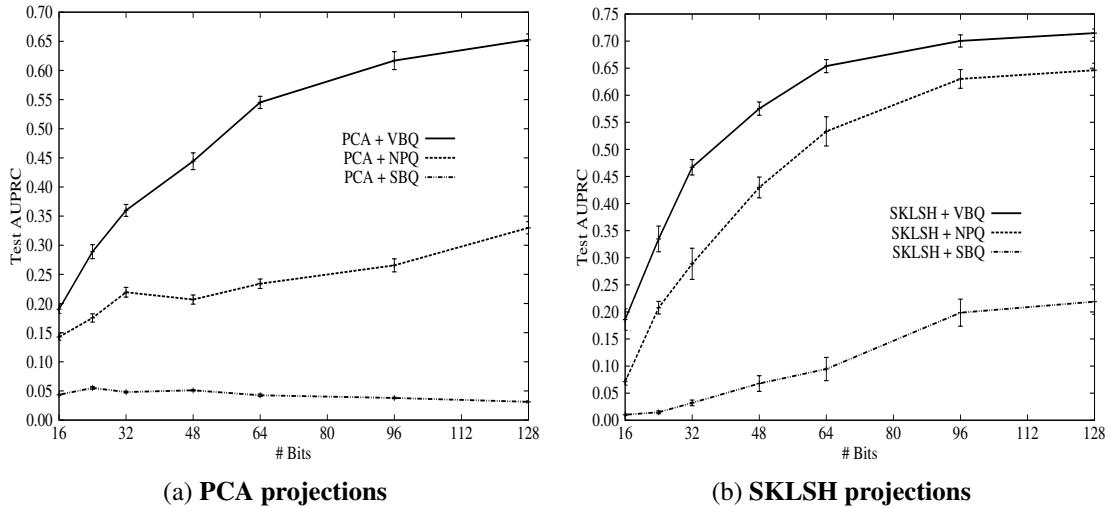 0.70
0.65
0.60
0.55
0.50
0.45
0.40
0.35
0.30
0.25
0.20
0.15
0.10
0.05
0.00
Test AUPRC
PCA + VBQ
PCA + NPQ
PCA + SBQ
16 32 48 64 80 96 112 128
# Bits
(a) PCA projections
0.75
0.70
0.65
0.60
0.55
0.50
0.45
0.40
0.35
0.30
0.25
0.20
0.15
0.10
0.05
0.00
Test AUPRC
SKLSH + VBQ
SKLSH + NPQ
SKLSH + SBQ
16 32 48 64 80 96 112 128
# Bits
(b) SKLSH projections